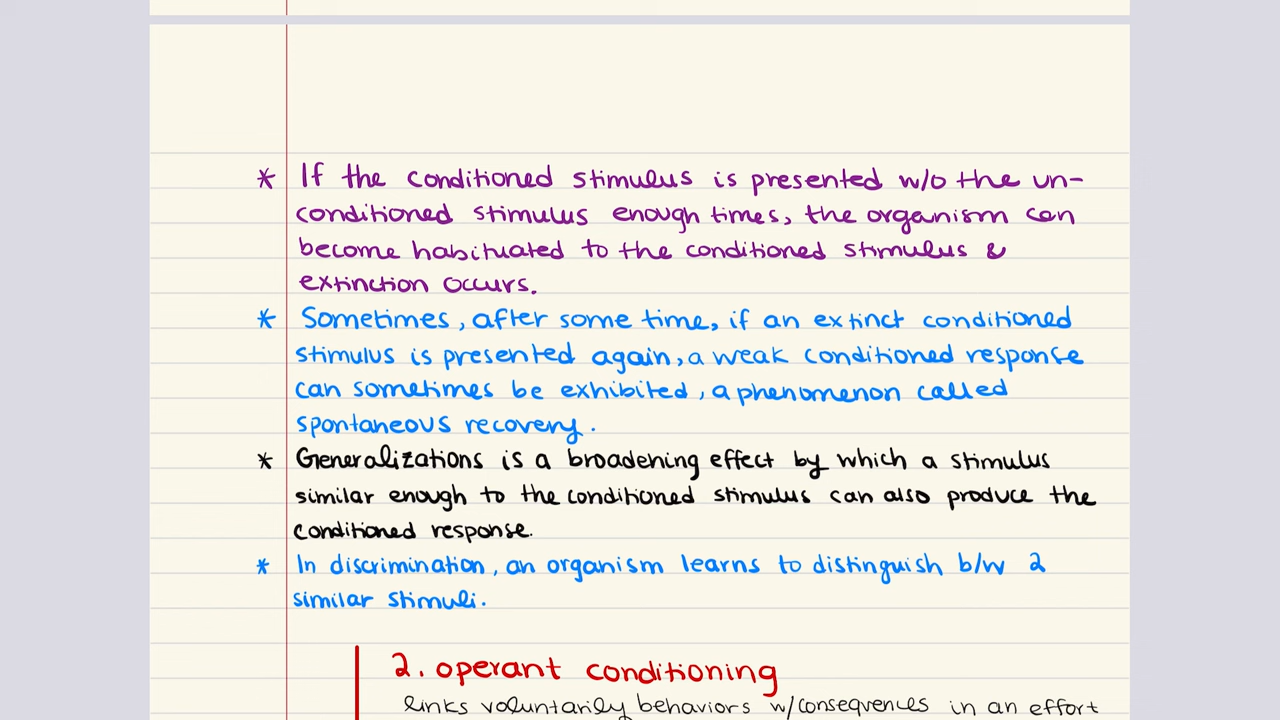 * If the conditioned stimulus is presented w/o the un-
conditioned stimulus enough times, the organism can
become habituated to the conditioned stimulus &
extinction occurs.
* Sometimes, after some time, if an extinct conditioned
stimulus is presented again, a weak conditioned response
can sometimes be exhibited, a phenomenon called
spontaneous recovery.
* Generalizations is a broadening effect by which a stimulus
similar enough to the conditioned stimulus can also produce the
conditioned response.
* In discrimination, an organism learns to distinguish b/w 2
similar stimuli.
2. operant conditioning
links voluntarily behaviors w/consequences in an effort